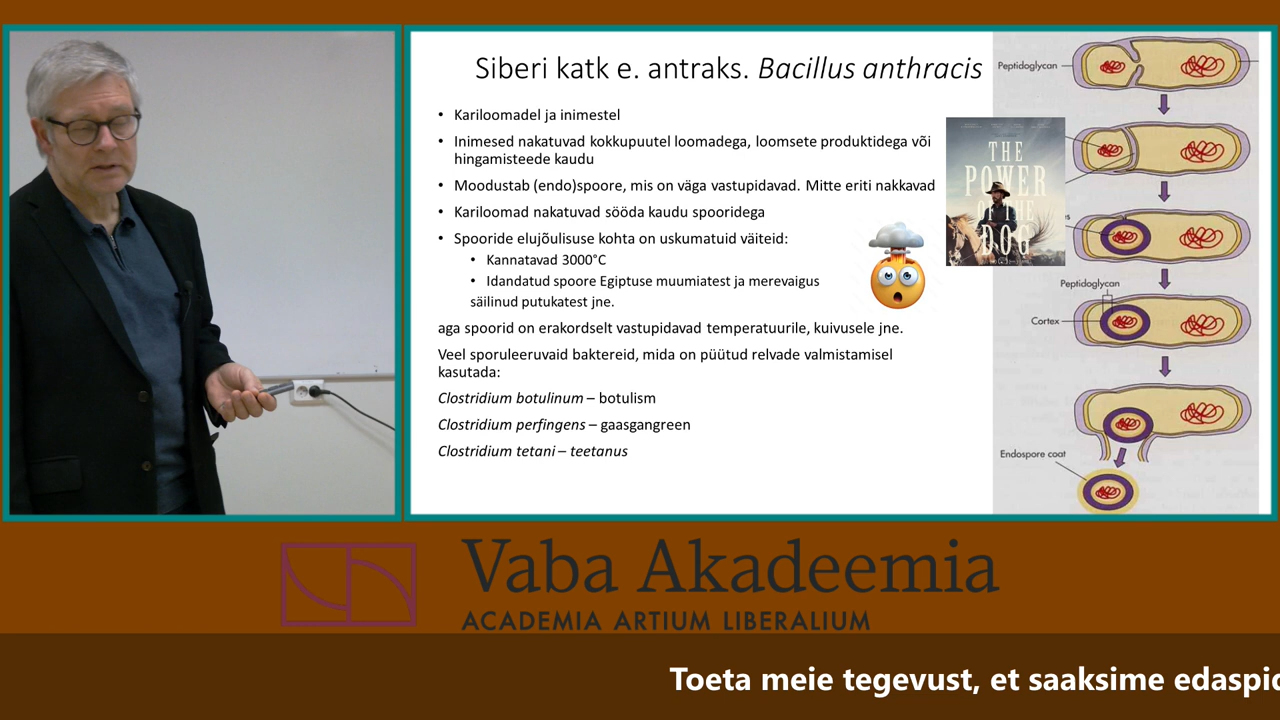 Siberi katk e. antraks. Bacillus anthracis
• Kariloomadel ja inimestel
• Inimesed nakatuvad kokkupuutel loomadega, loomsete produktidega või
hingamisteede kaudu
• Moodustab (endo)spoore, mis on väga vastupidavad. Mitte eriti nakkavad
• Kariloomad nakatuvad sööda kaudu spooridega
• Spooride elujõulisuse kohta on uskumatuid väiteid:
• Kannatavad 3000°C
• Idandatud spoore Egiptuse muumiatest ja merevaigus
säilinud putukatest jne.
aga spoorid on erakordselt vastupidavad temperatuurile, kuivusele jne.
Veel sporuleeruvaid baktereid, mida on püütud relvade valmistamisel
kasutada:
Clostridium botulinum – botulism
Clostridium perfingens – gaasgangreen
Clostridium tetani – teetanus
THE
POWER
OF THE
DOG
Peptidoglycan
Peptidoglycan
Cortex
Endospore coat
Vaba Akadeemia
ACADEMIA ARTIUM LIBERALIUM
Toeta meie tegevust, et saaksime edaspid